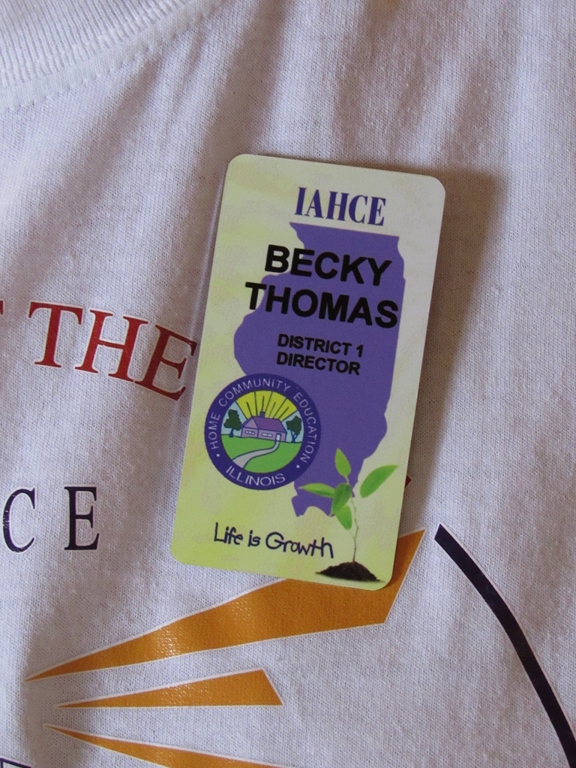 IAHCE
BECKY
THOMAS
DISTRICT 1
DIRECTOR
HOME COMMUNITY EDUCATION
ILLINOIS
Life is Growth
THE
CE